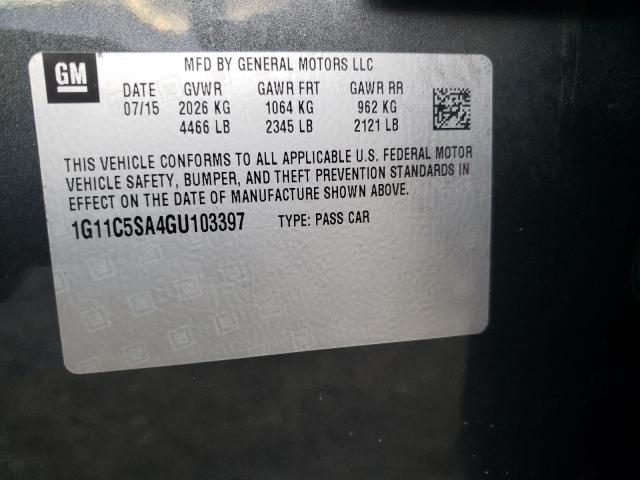 GM
MFD BY GENERAL MOTORS LLC
DATE GVWR GAWR FRT GAWR RR
07/15 2026 KG 1064 KG 962 KG
4466 LB 2345 LB 2121 LB
THIS VEHICLE CONFORMS TO ALL APPLICABLE U.S. FEDERAL MOTOR
VEHICLE SAFETY, BUMPER, AND THEFT PREVENTION STANDARDS IN
EFFECT ON THE DATE OF MANUFACTURE SHOWN ABOVE.
1G11C5SA4GU103397 TYPE: PASS CAR